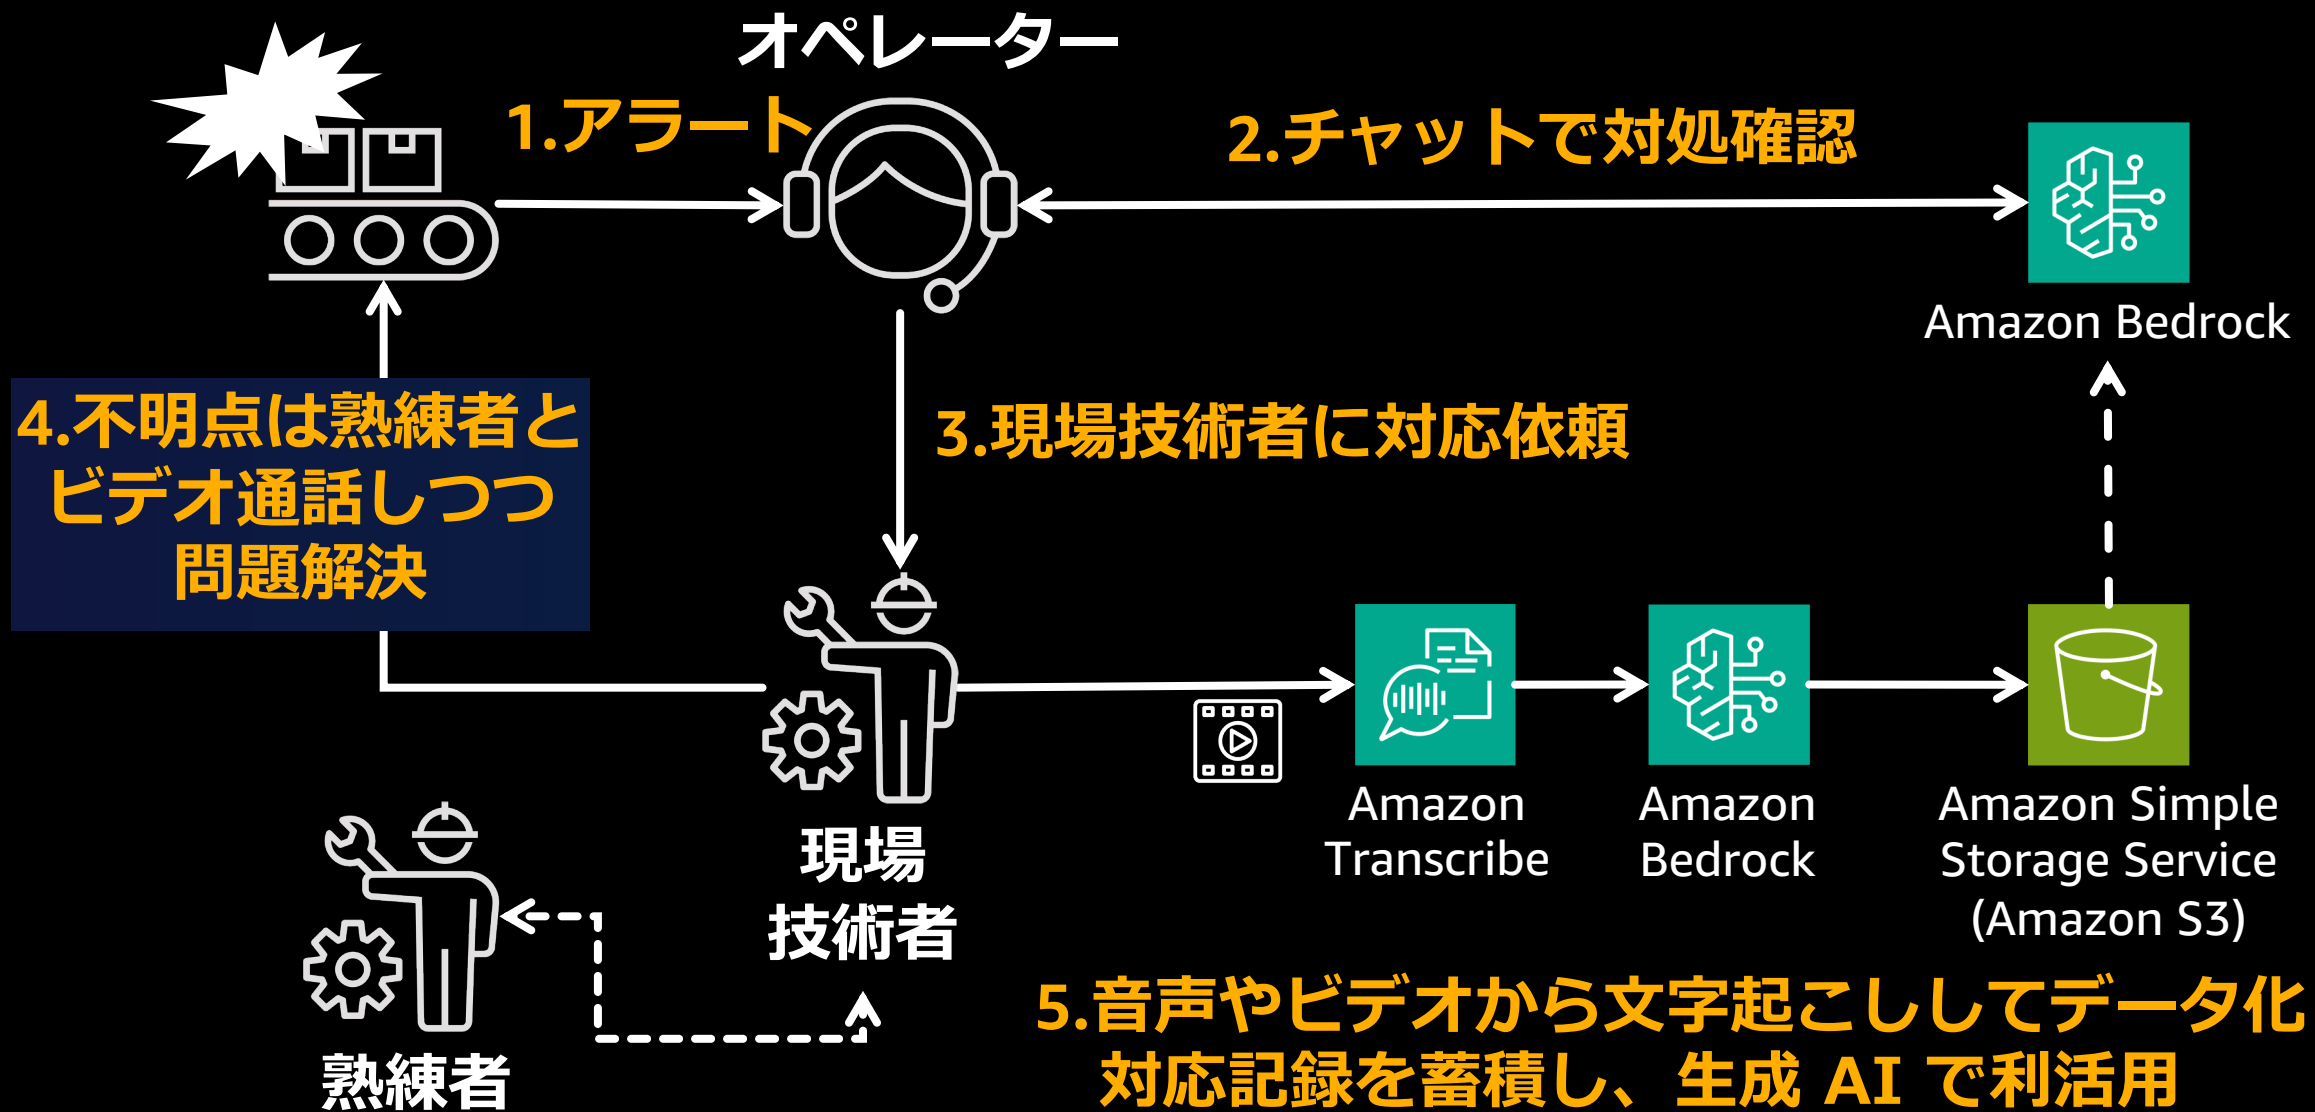 オペレーター
1.アラート
2.チャットで対処確認
Amazon Bedrock
4.不明点は熟練者と
ビデオ通話しつつ
問題解決
3.現場技術者に対応依頼
現場
技術者
Amazon
Transcribe
Amazon
Bedrock
Amazon Simple
Storage Service
(Amazon S3)
熟練者
5.音声やビデオから文字起こししてデータ化
対応記録を蓄積し、生成 AI で利活用